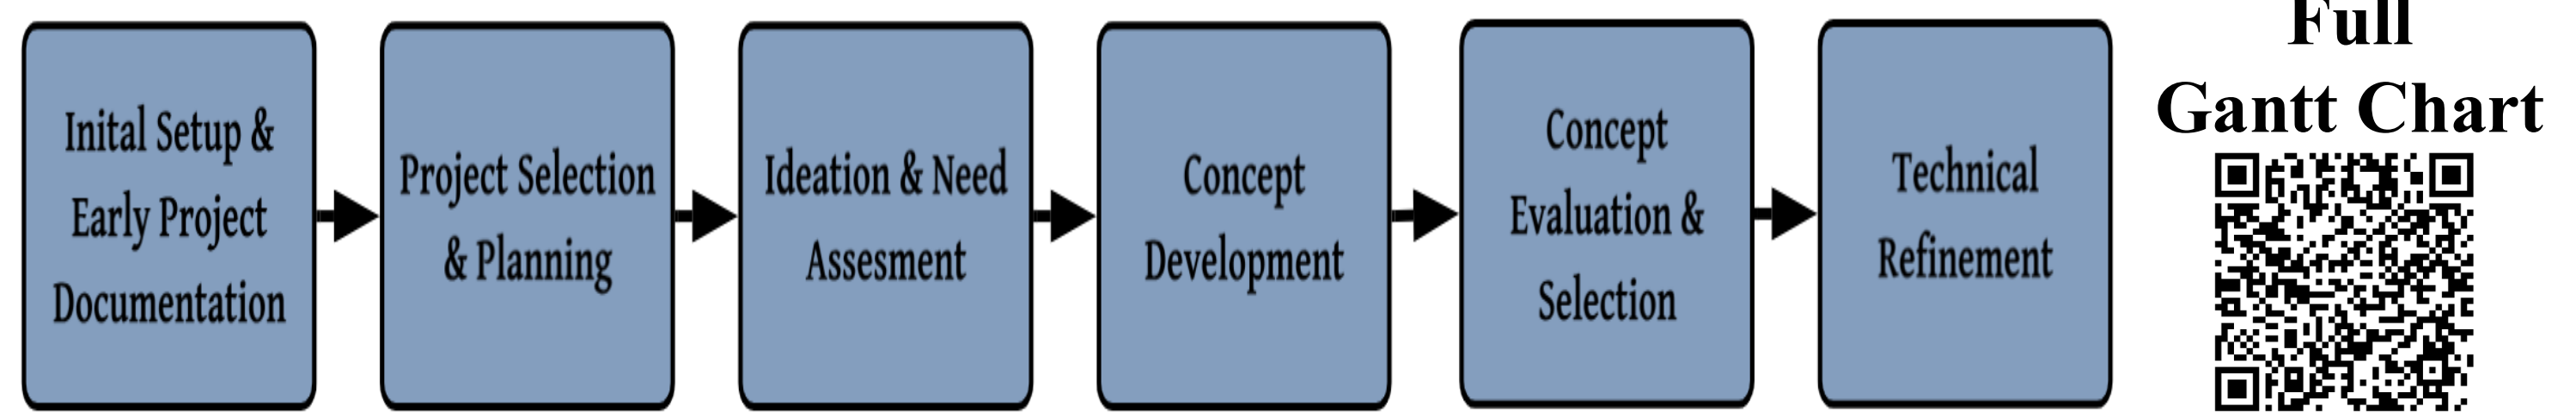 Inital Setup &
Early Project
Documentation
Project Selection
& Planning
Ideation & Need
Assesment
Concept
Development
Concept
Evaluation &
Selection
Technical
Refinement
Full
Gantt Chart